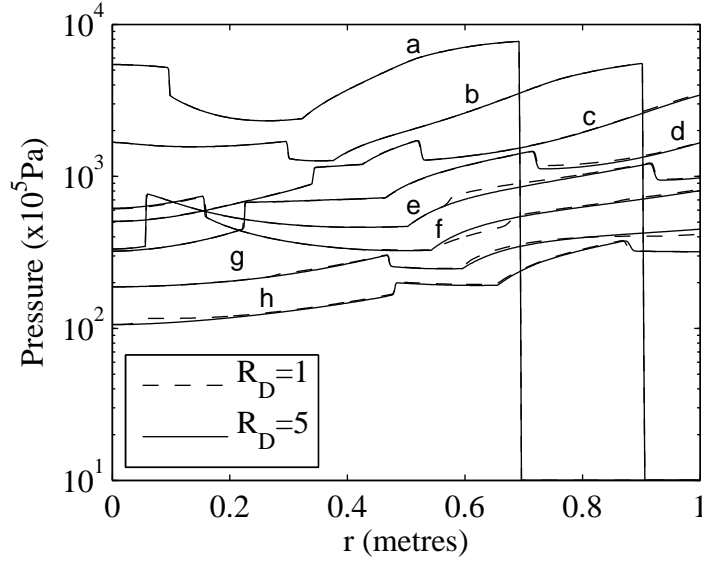 10^4
a
b
c
d
10^3
e
f
g
h
10^2
R_D=1
R_D=5
10^1
0
0.2
0.4
0.6
0.8
1
r (metres)
Pressure (x10^5Pa)